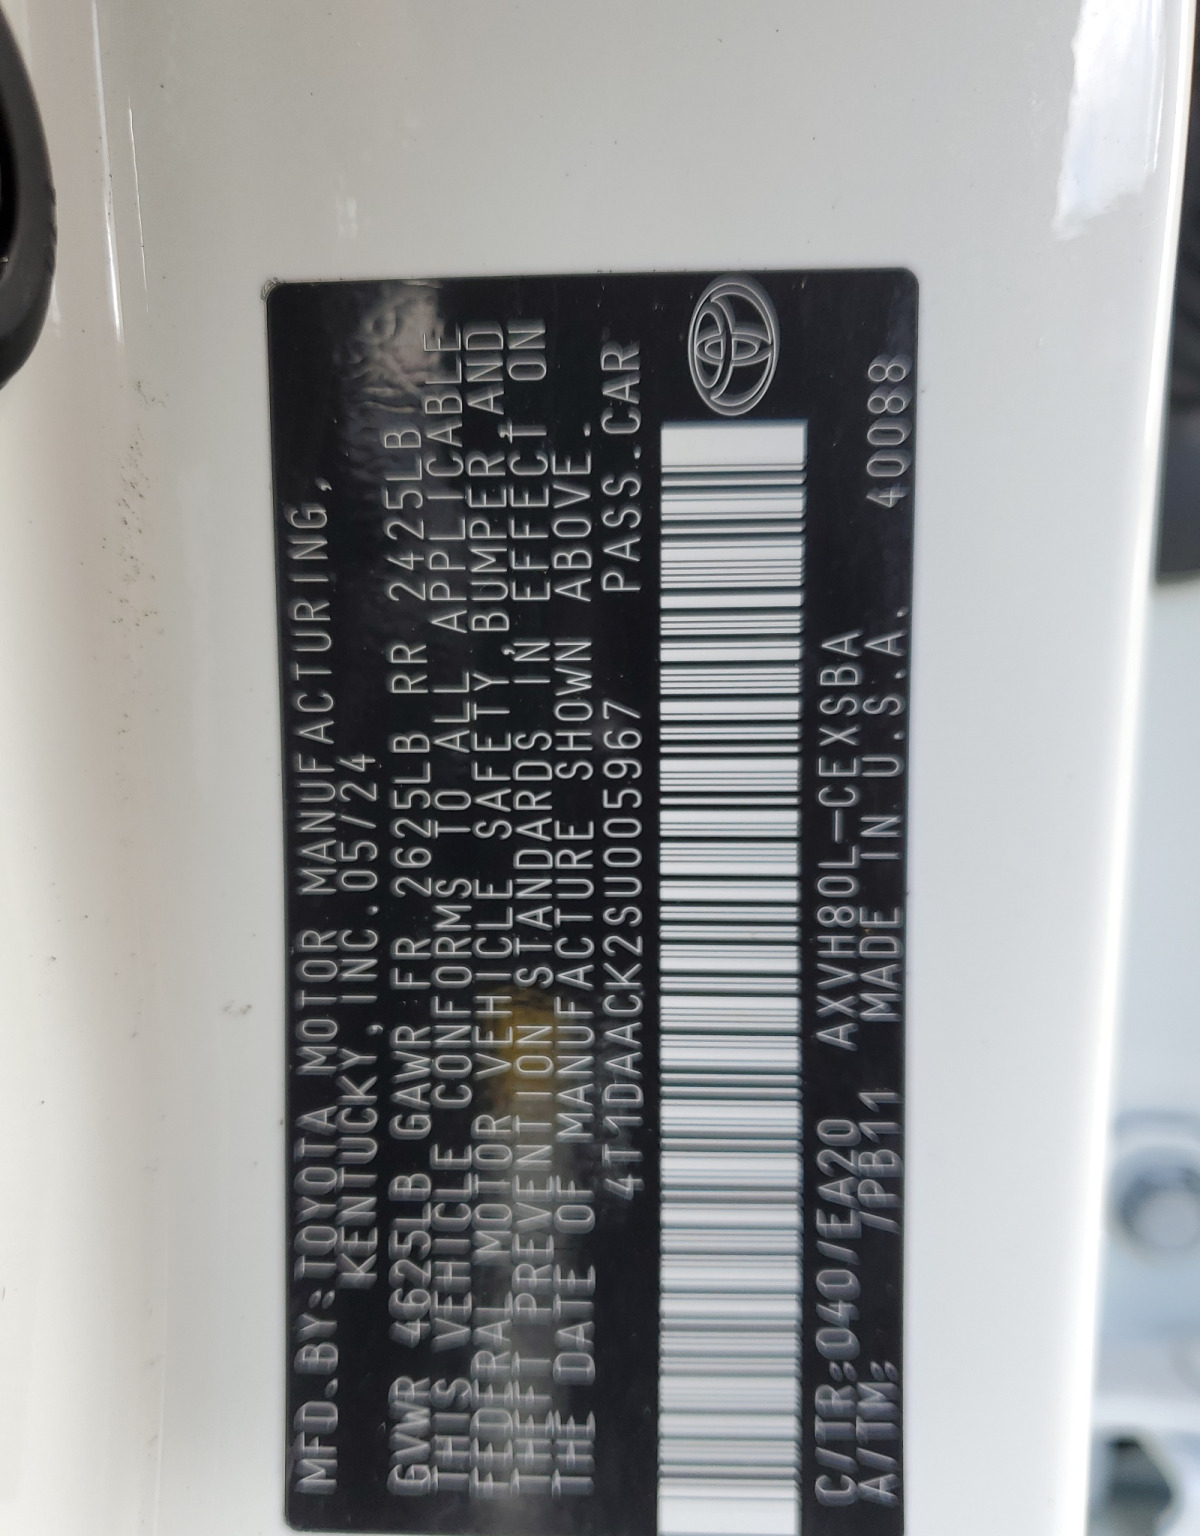 MFD.BY:TOYOTA MOTOR MANUFACTURING,
KENTUCKY, INC.05/24
GVWR 4625LB GAWR FR 2625LB RR 2425LB
THIS VEHICLE CONFORMS TO ALL APPLICABLE
FEDERAL MOTOR VEHICLE SAFETY, BUMPER AND
THEFT PREVENTION STANDARDS IN EFFECT ON
THE DATE OF MANUFACTURE SHOWN ABOVE.
4T1DAACK2SU005967 PASS.CAR
C/TR:040/EA20 AXVH80L-CEXSBA
A/TM: /PB11 MADE IN U.S.A. 40088